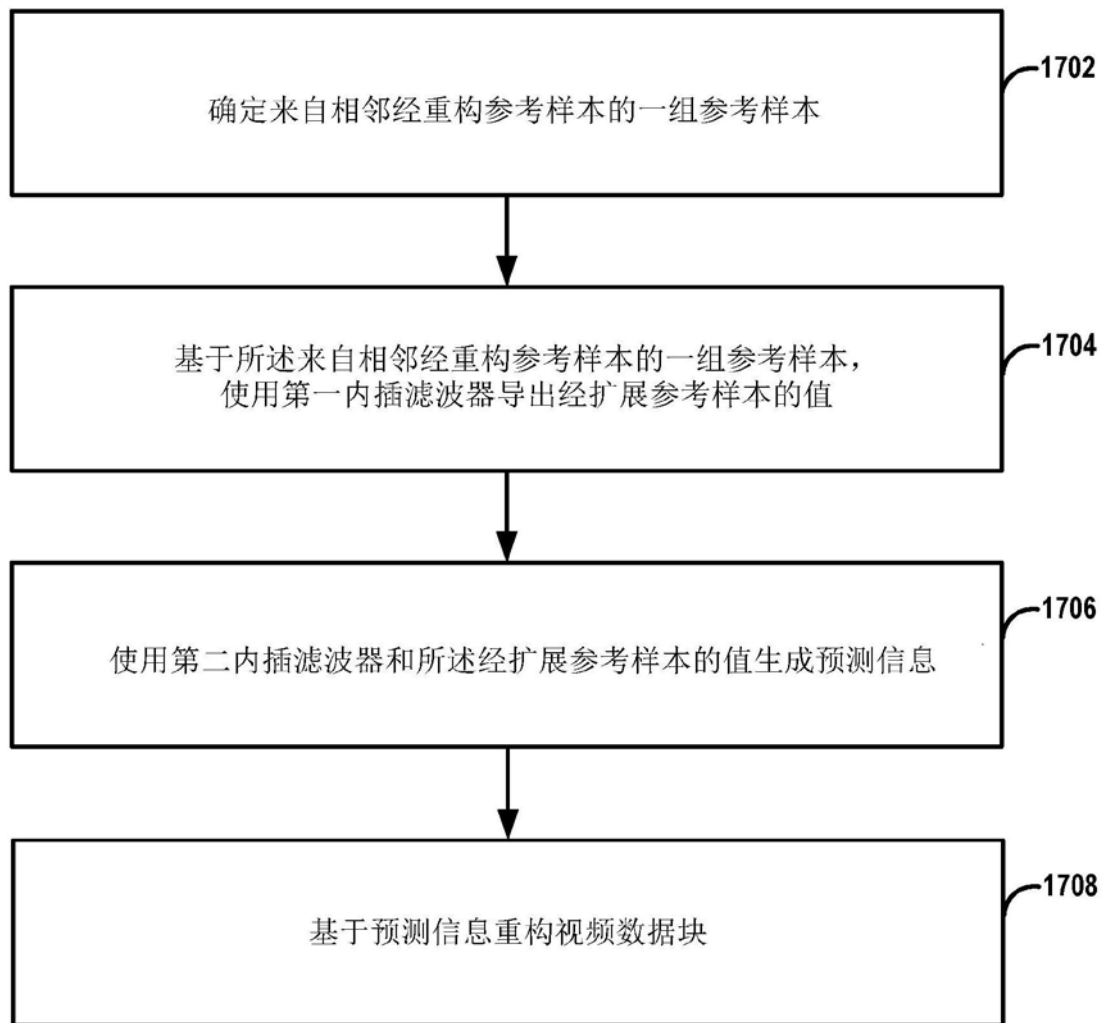 确定来自相邻经重构参考样本的一组参考样本
1702
基于所述来自相邻经重构参考样本的一组参考样本，
使用第一内插滤波器导出经扩展参考样本的值
1704
使用第二内插滤波器和所述经扩展参考样本的值生成预测信息
1706
基于预测信息重构视频数据块
1708